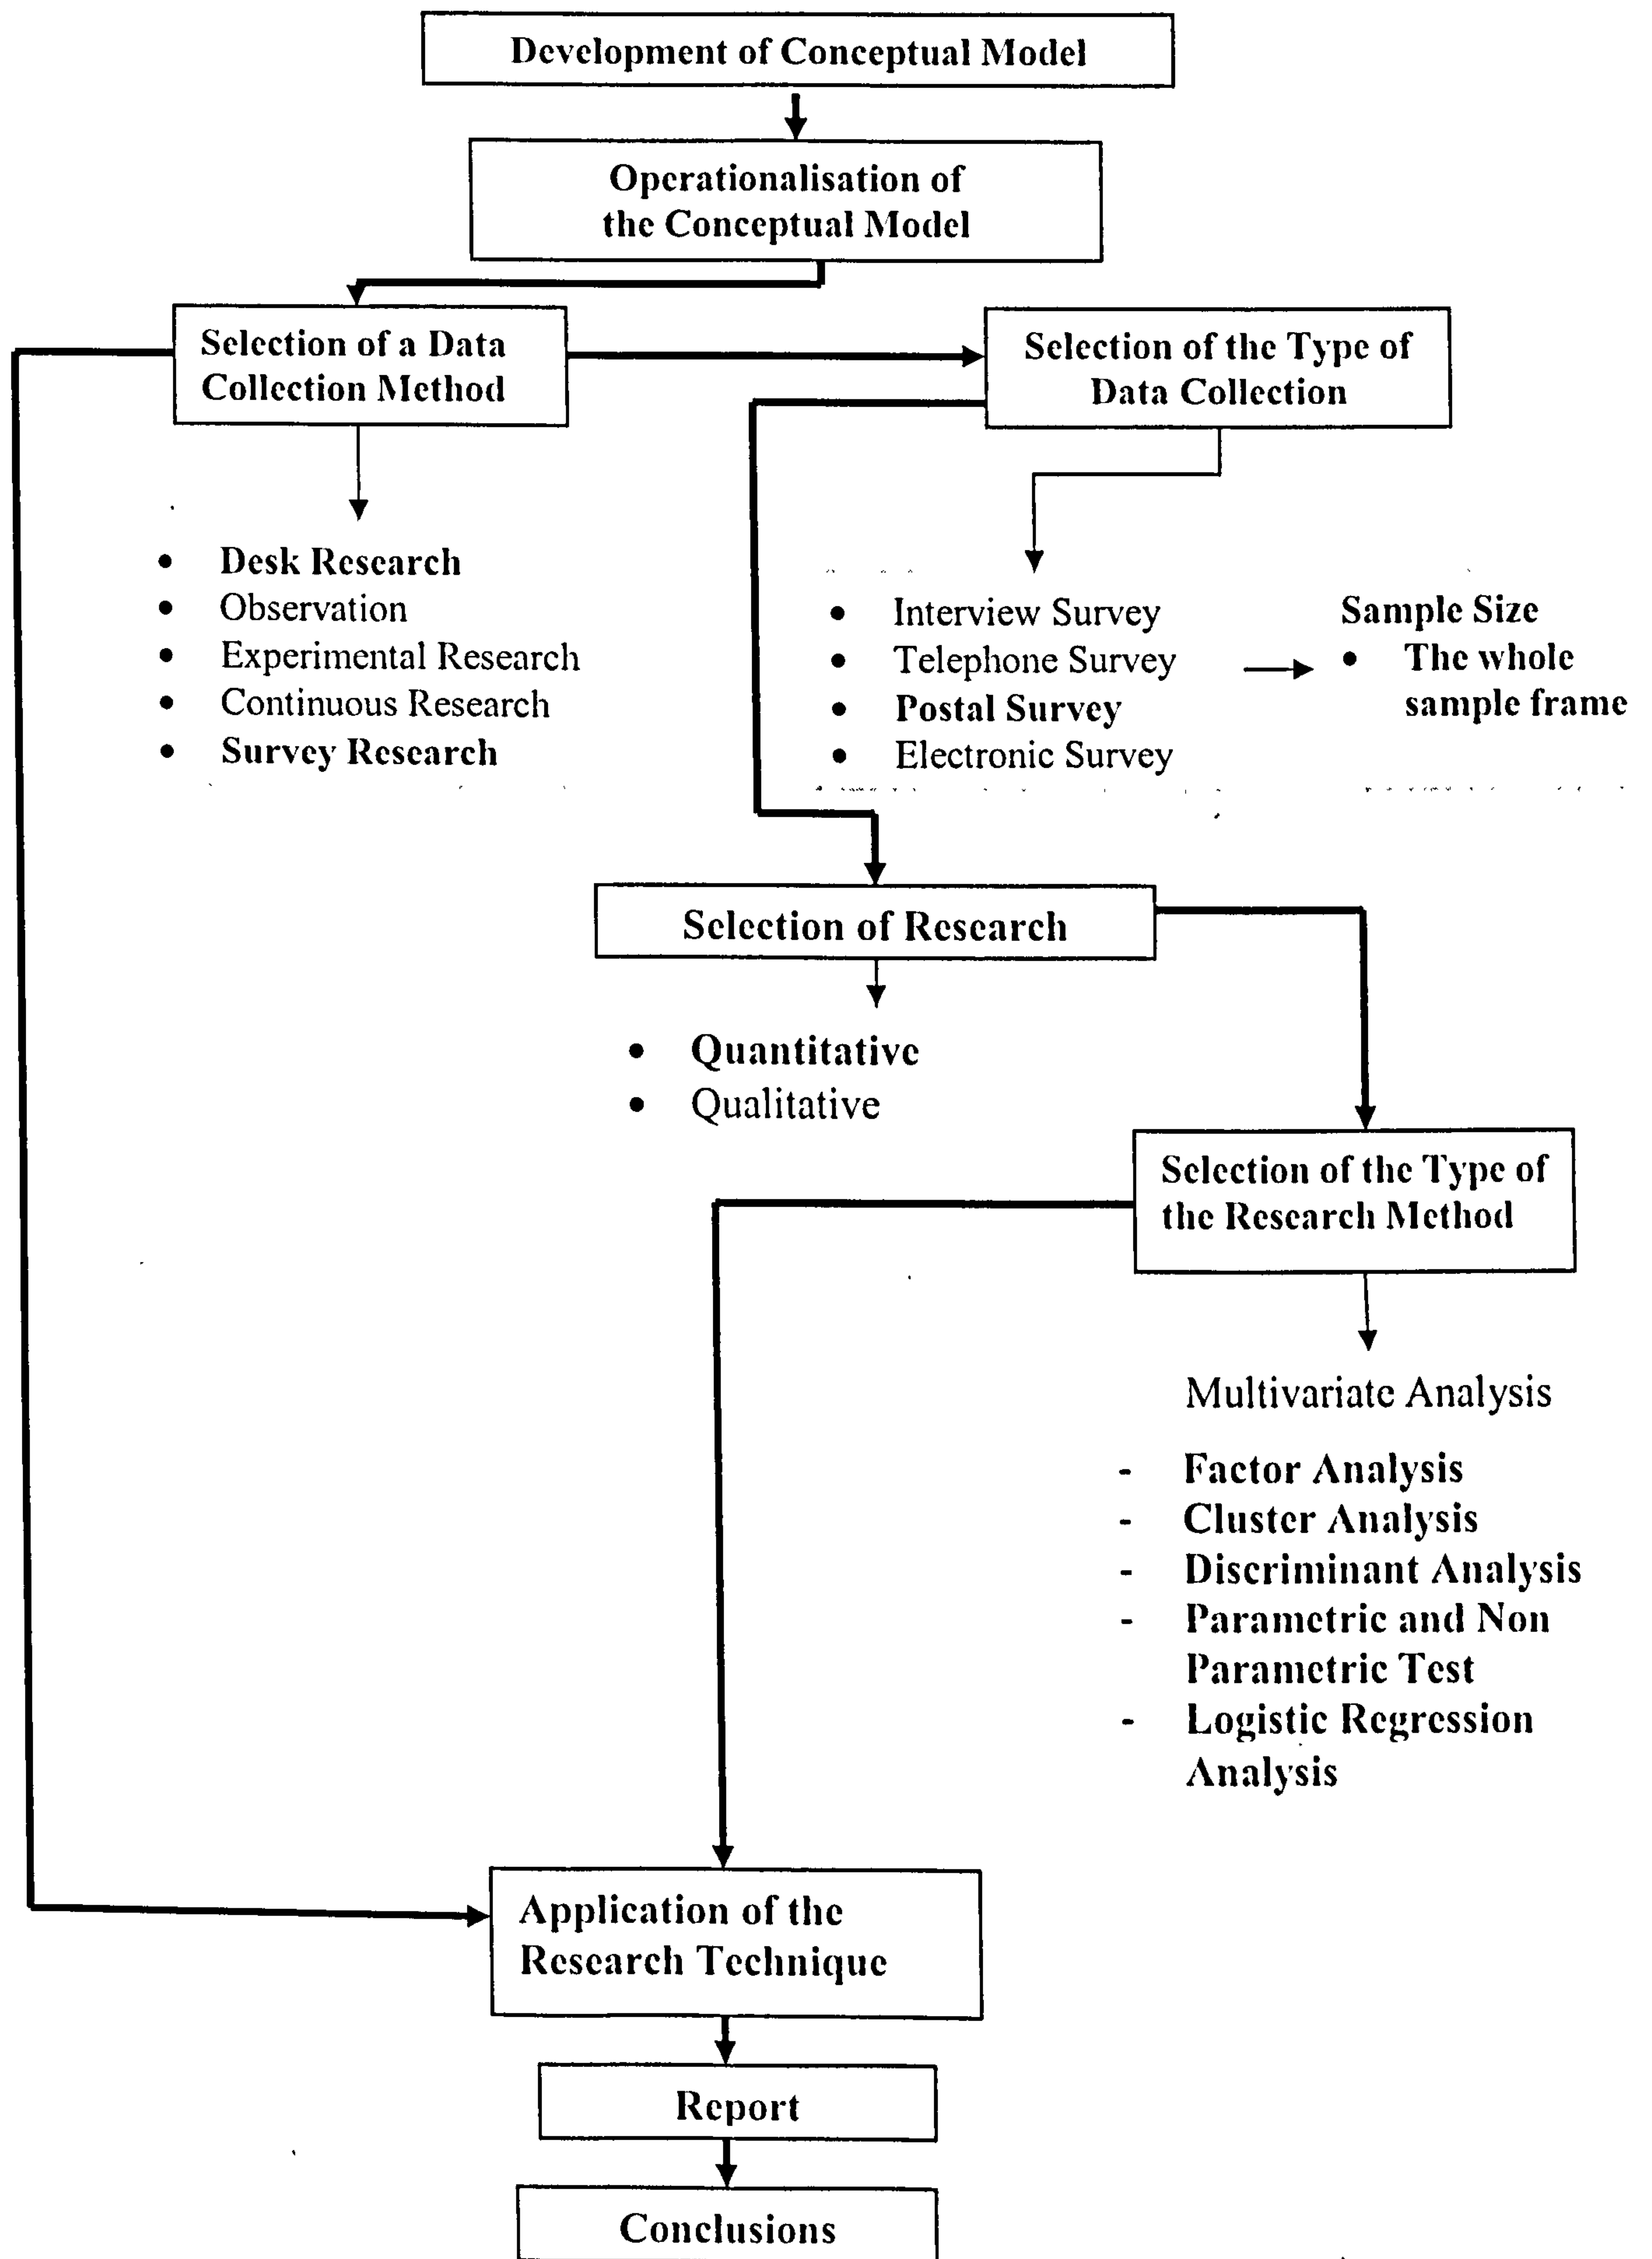 Development of Conceptual Model
Operationalisation of
the Conceptual Model
Selection of a Data
Collection Method
Selection of the Type of
Data Collection
• Desk Research
• Observation
• Experimental Research
• Continuous Research
• Survey Research
• Interview Survey
• Telephone Survey
• Postal Survey
• Electronic Survey
Sample Size
• The whole
sample frame
Selection of Research
• Quantitative
• Qualitative
Selection of the Type of
the Research Method
Multivariate Analysis
- Factor Analysis
- Cluster Analysis
- Discriminant Analysis
- Parametric and Non
Parametric Test
- Logistic Regression
Analysis
Application of the
Research Technique
Report
Conclusions